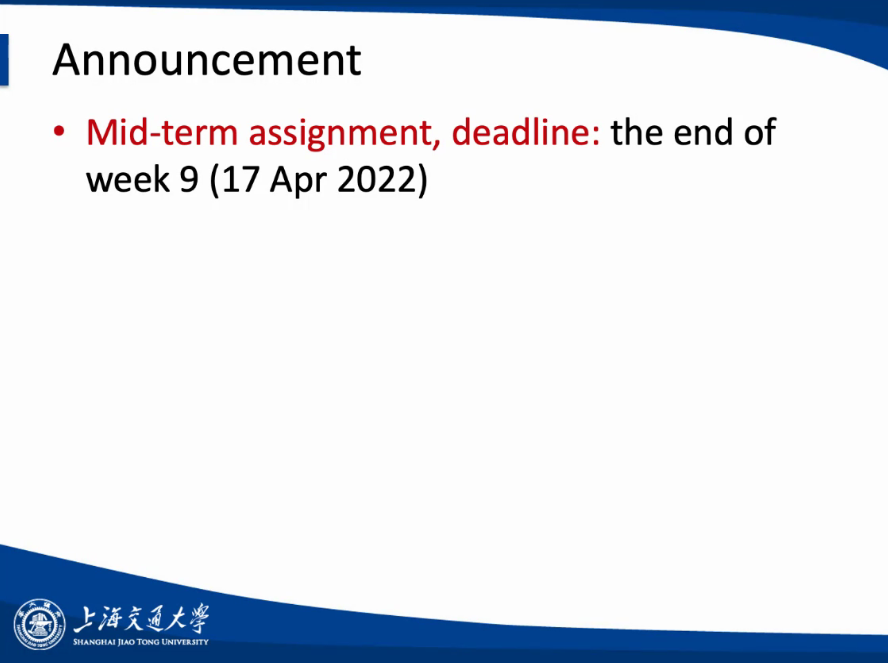 Announcement
• Mid-term assignment, deadline: the end of
week 9 (17 Apr 2022)
上海交通大学
SHANGHAI JIAO TONG UNIVERSITY